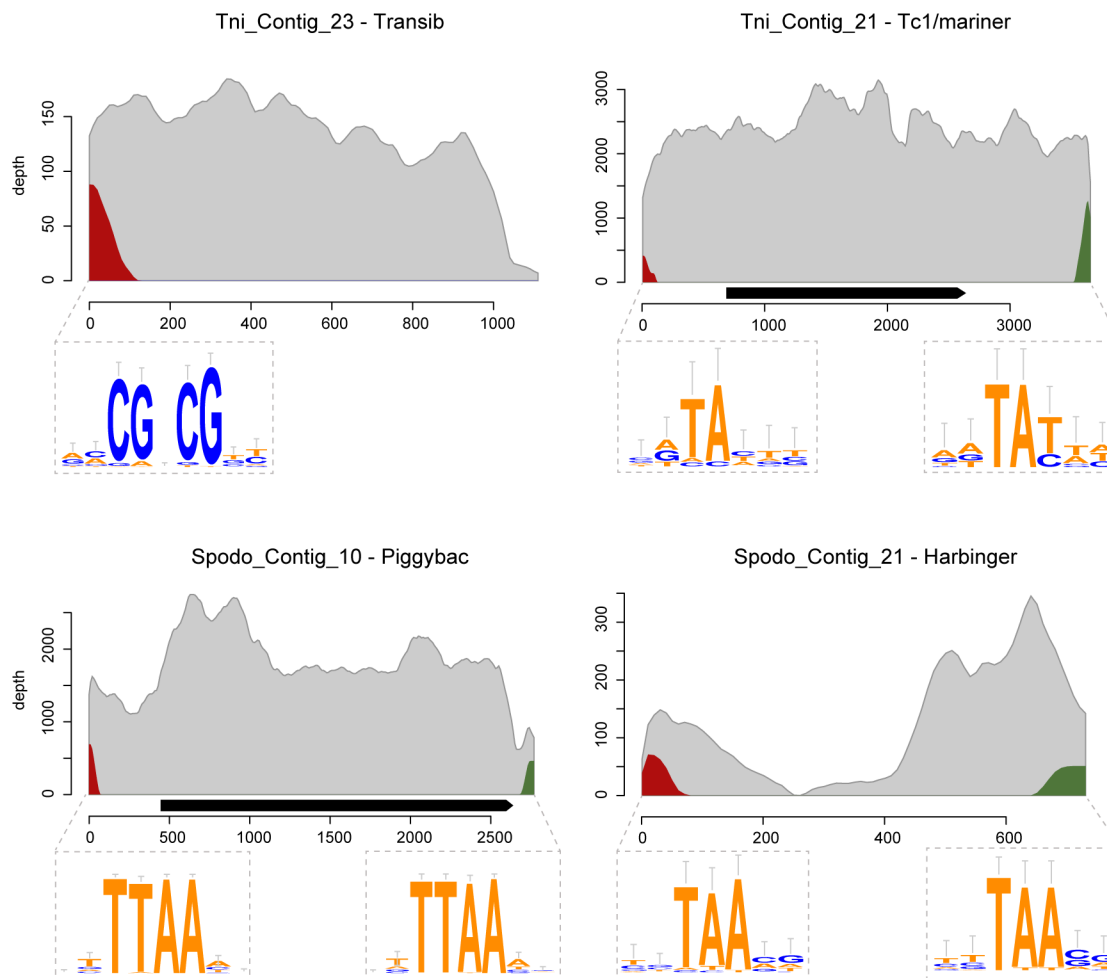 Tni_Contig_23 - Transib
depth
0 50 100 150
0 200 400 600 800 1000
CG CG
Tni_Contig_21 - Tc1/mariner
0 1000 2000 3000
0 1000 2000 3000
TA
TAT
Spodo_Contig_10 - Piggybac
depth
0 1000 2000
0 500 1000 1500 2000 2500
TTAA
TTAA
Spodo_Contig_21 - Harbinger
0 50 100 200 300
0 200 400 600
TAA
TAA